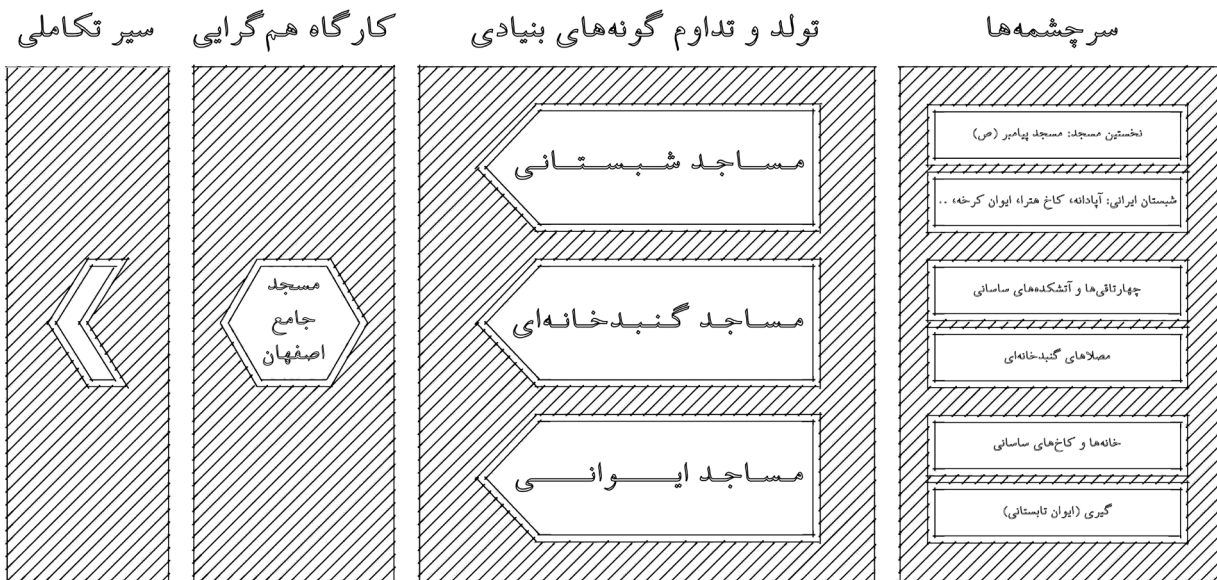 سرچشمه‌ها
نخستین مسجد: مسجد پیامبر (ص)
شبستان ایرانی: آپادانه، کاخ هترا، ایوان کرخه، ..
چهارتاقی‌ها و آتشکده‌های ساسانی
مصلاهای گنبدخانه‌ای
خانه‌ها و کاخ‌های ساسانی
گیری (ایوان تابستانی)
تولد و تداوم گونه‌های بنیادی
مساجد شبستانی
مساجد گنبدخانه‌ای
مساجد ایوانی
کارگاه هم‌گرایی
مسجد
جامع
اصفهان
سیر تکاملی